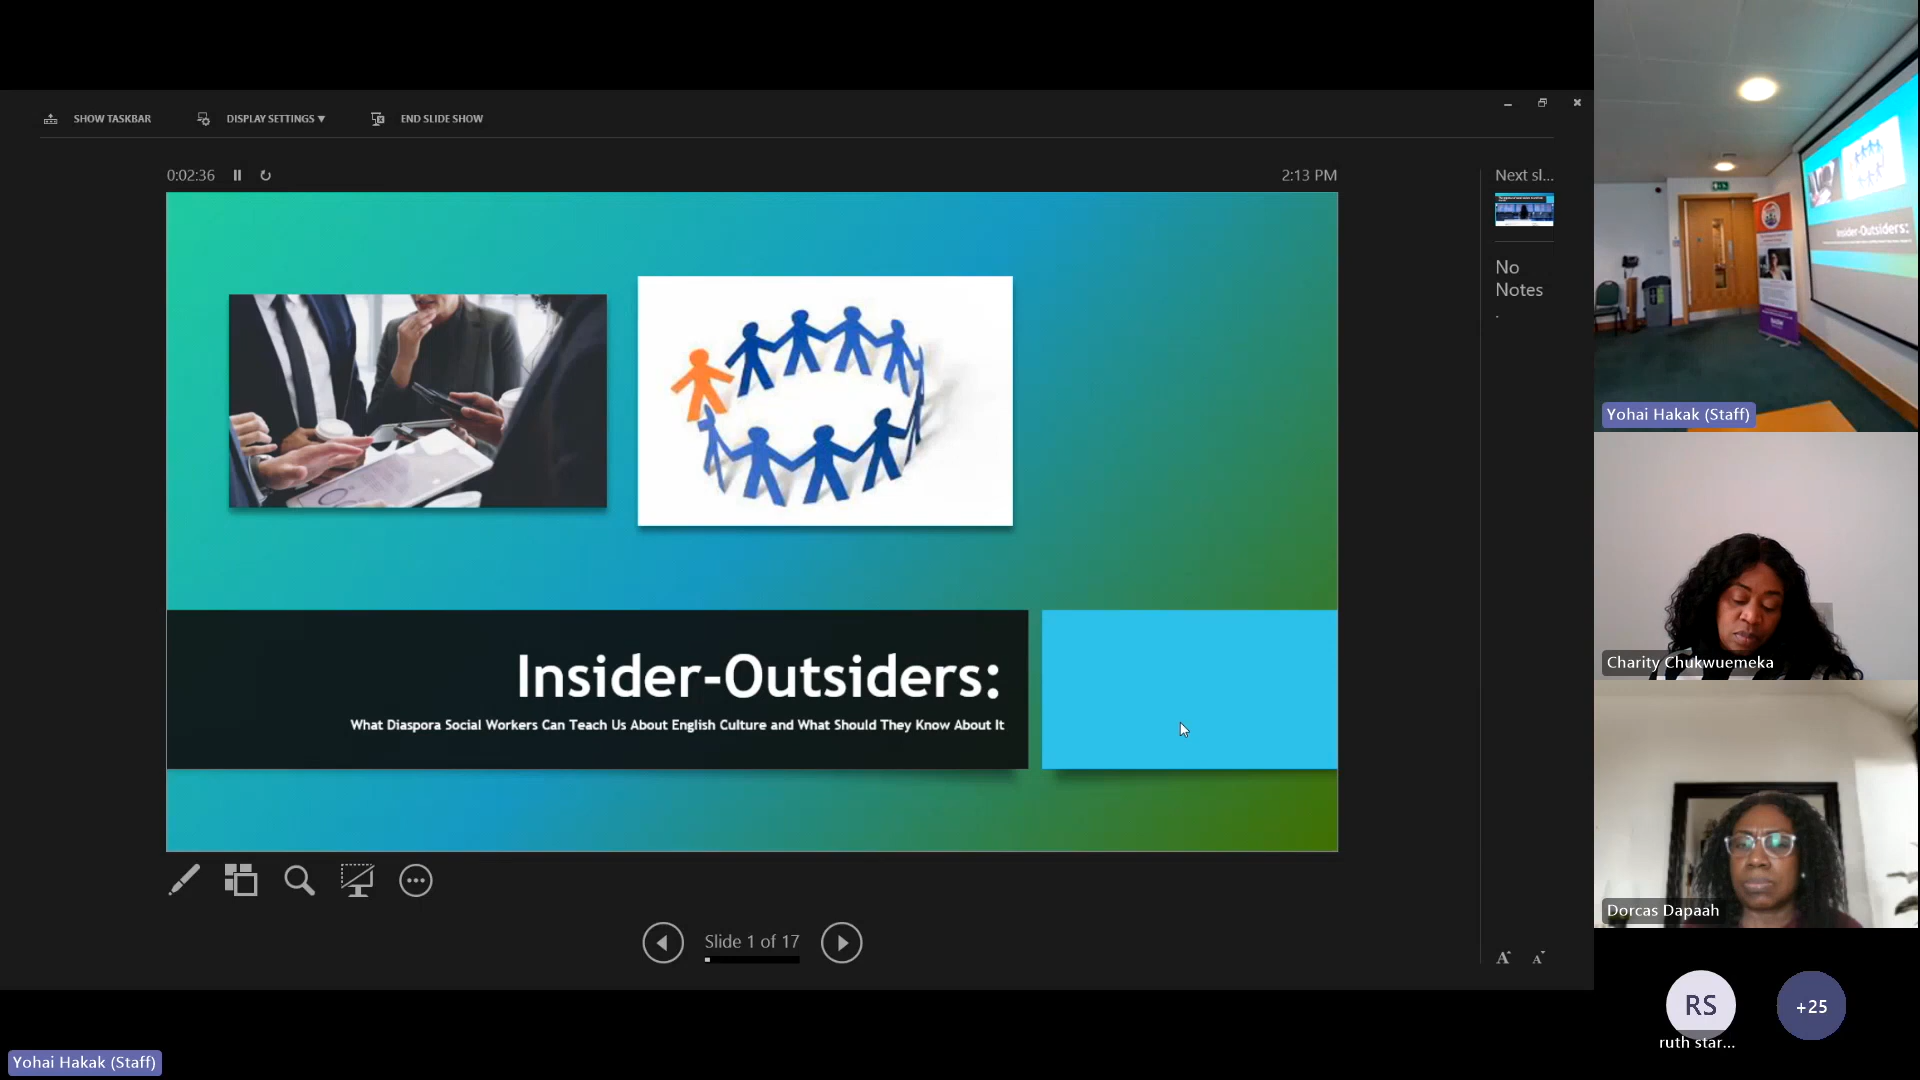 SHOW TASKBAR
DISPLAY SETTINGS ▼
END SLIDE SHOW
0:02:36
2:13 PM
Next sl...
No
Notes
.
Insider-Outsiders:
What Diaspora Social Workers Can Teach Us About English Culture and What Should They Know About It
Slide 1 of 17
A
A
Yohai Hakak (Staff)
Insider-Outsiders:
Yohai Hakak (Staff)
Charity Chukwuemeka
Dorcas Dapaah
RS
+25
ruth star...